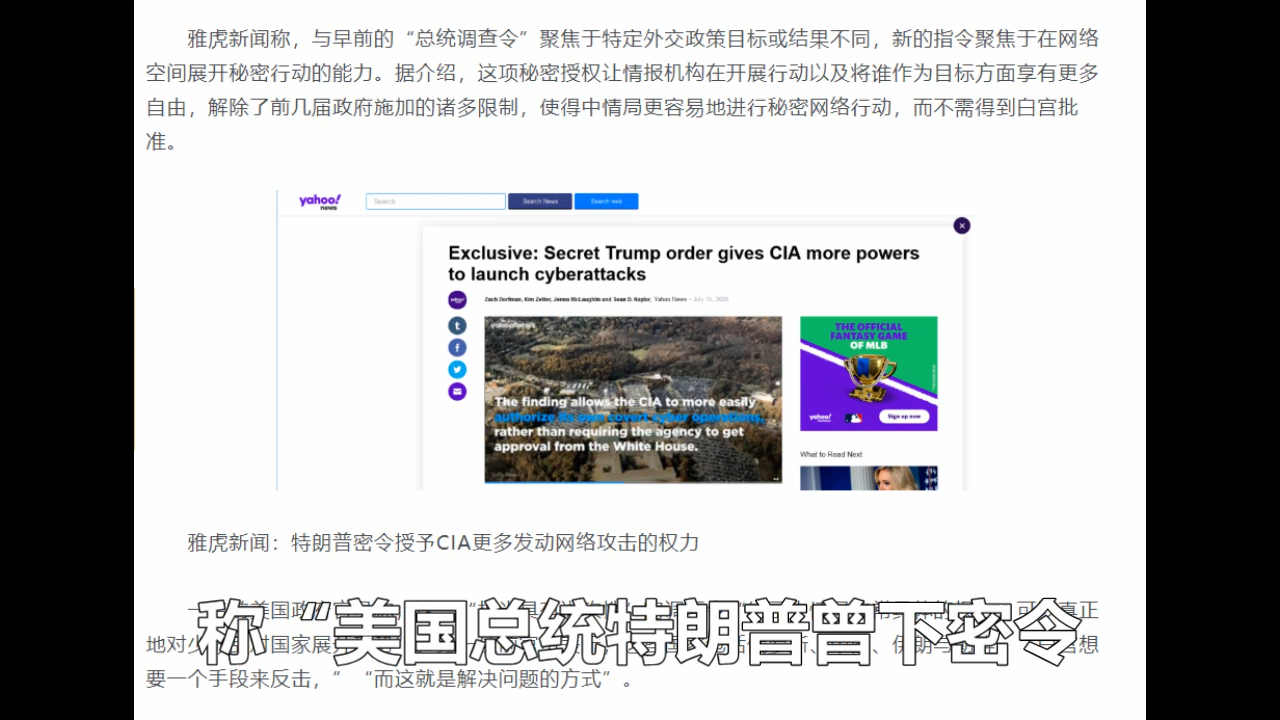 雅虎新闻称，与早前的“总统调查令”聚焦于特定外交政策目标或结果不同，新的指令聚焦于在网络
空间展开秘密行动的能力。据介绍，这项秘密授权让情报机构在开展行动以及将谁作为目标方面享有更多
自由，解除了前几届政府施加的诸多限制，使得中情局更容易地进行秘密网络行动，而不需得到白宫批
准。
yahoo!
news
Search
Search News
Search web
Exclusive: Secret Trump order gives CIA more powers
to launch cyberattacks
Zach Dorfman, Kim Zetter, Jenna McLaughlin and Sean D. Naylor, Yahoo News • July 15, 2020
The finding allows the CIA to more easily
authorize its own covert cyber operations,
rather than requiring the agency to get
approval from the White House.
THE OFFICIAL
FANTASY GAME
OF MLB
yahoo!
Sign up now
What to Read Next
雅虎新闻：特朗普密令授予CIA更多发动网络攻击的权力
称“美国总统特朗普曾下密令
要一个手段来反击，” “而这就是解决问题的方式”。